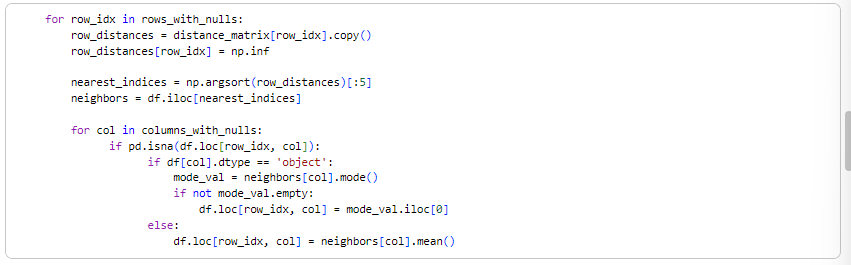 for row_idx in rows_with_nulls:
    row_distances = distance_matrix[row_idx].copy()
    row_distances[row_idx] = np.inf

    nearest_indices = np.argsort(row_distances)[:5]
    neighbors = df.iloc[nearest_indices]

    for col in columns_with_nulls:
          if pd.isna(df.loc[row_idx, col]):
                if df[col].dtype == 'object':
                    mode_val = neighbors[col].mode()
                    if not mode_val.empty:
                        df.loc[row_idx, col] = mode_val.iloc[0]
                else:
                    df.loc[row_idx, col] = neighbors[col].mean()